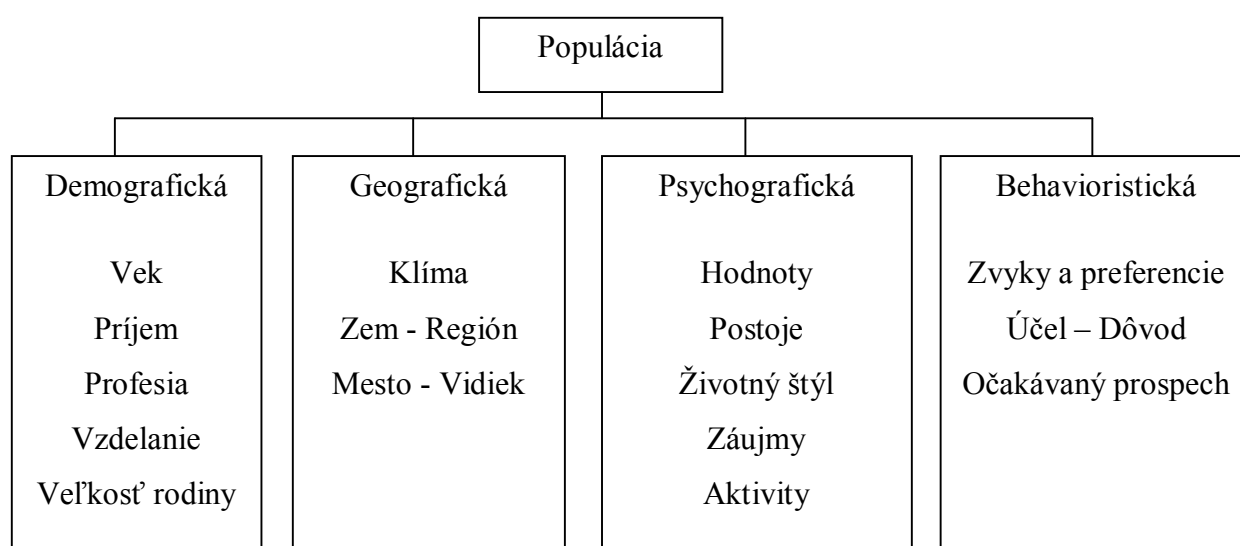 Populácia
Demografická
Vek
Príjem
Profesia
Vzdelanie
Veľkosť rodiny
Geografická
Klíma
Zem - Región
Mesto - Vidiek
Psychografická
Hodnoty
Postoje
Životný štýl
Záujmy
Aktivity
Behavioristická
Zvyky a preferencie
Účel – Dôvod
Očakávaný prospech